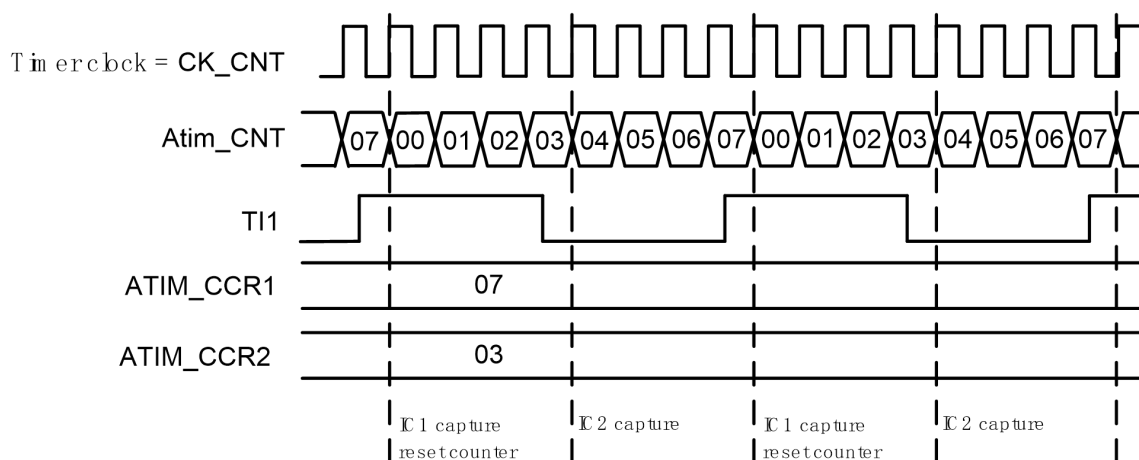 Timer clock = CK_CNT
Atim_CNT 07 00 01 02 03 04 05 06 07 00 01 02 03 04 05 06 07
TI1
ATIM_CCR1 07
ATIM_CCR2 03
IC1 capture IC2 capture IC1 capture IC2 capture
reset counter reset counter